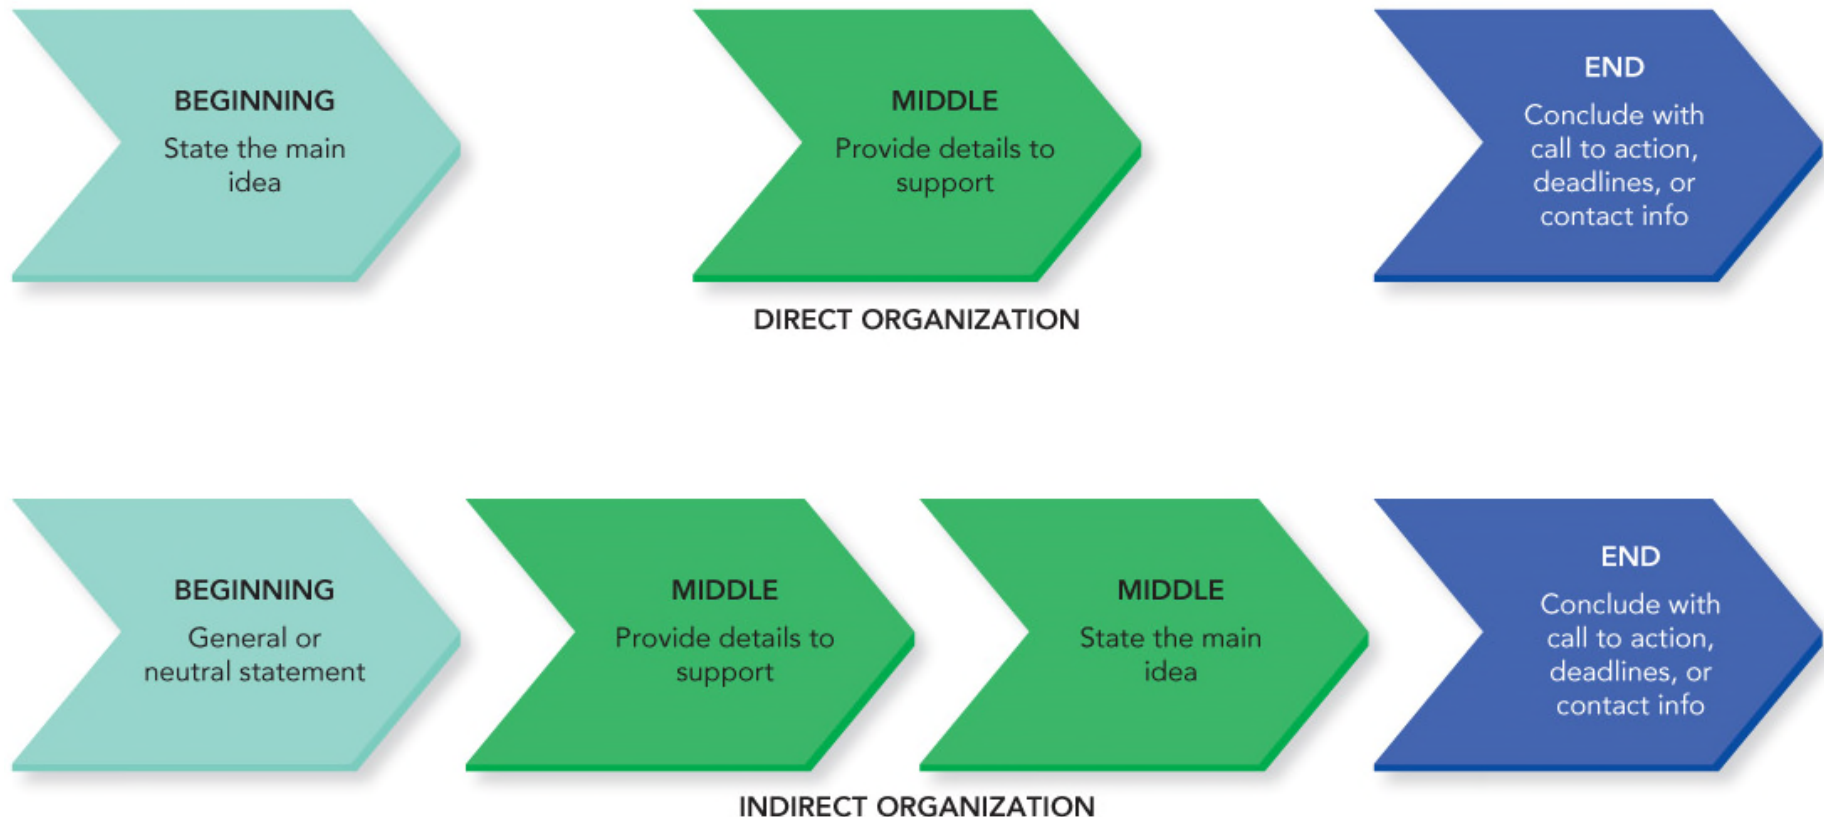 BEGINNING
State the main
idea
MIDDLE
Provide details to
support
END
Conclude with
call to action,
deadlines, or
contact info
DIRECT ORGANIZATION
BEGINNING
General or
neutral statement
MIDDLE
Provide details to
support
MIDDLE
State the main
idea
END
Conclude with
call to action,
deadlines, or
contact info
INDIRECT ORGANIZATION